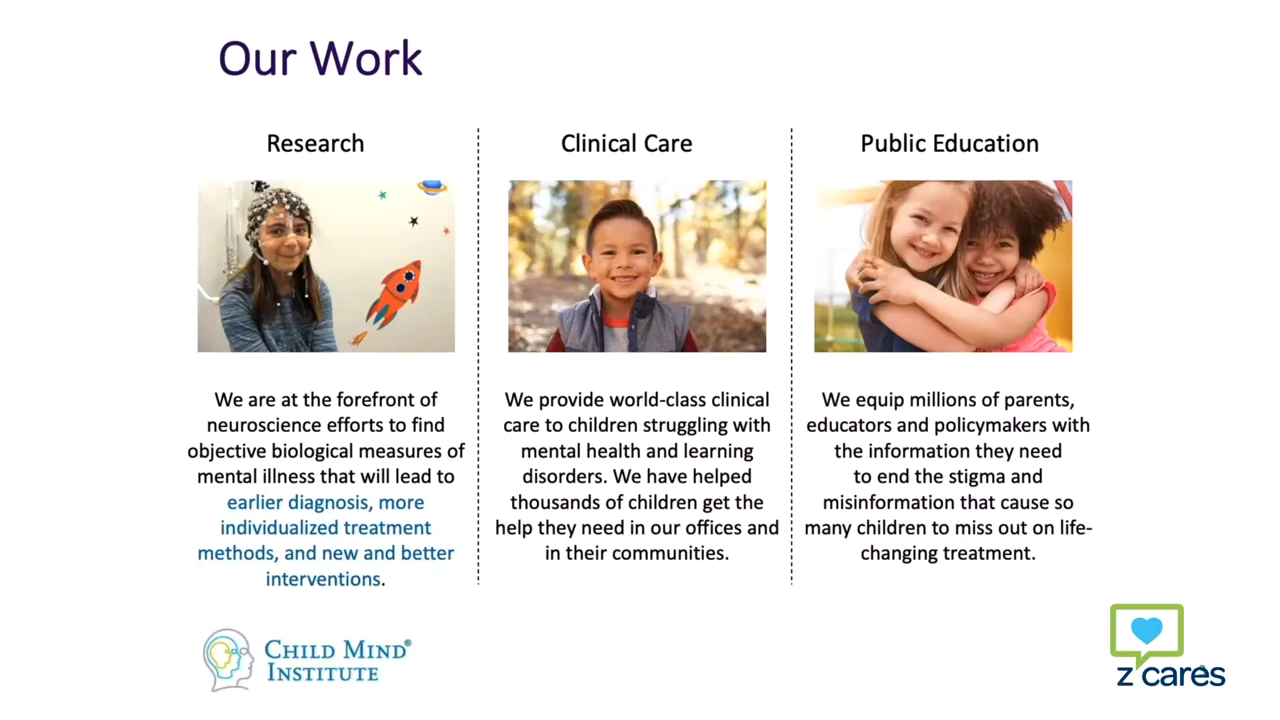 Our Work
Research
We are at the forefront of
neuroscience efforts to find
objective biological measures of
mental illness that will lead to
earlier diagnosis, more
individualized treatment
methods, and new and better
interventions.
Clinical Care
We provide world-class clinical
care to children struggling with
mental health and learning
disorders. We have helped
thousands of children get the
help they need in our offices and
in their communities.
Public Education
We equip millions of parents,
educators and policymakers with
the information they need
to end the stigma and
misinformation that cause so
many children to miss out on life-
changing treatment.
CHILD MIND®
INSTITUTE
z cares